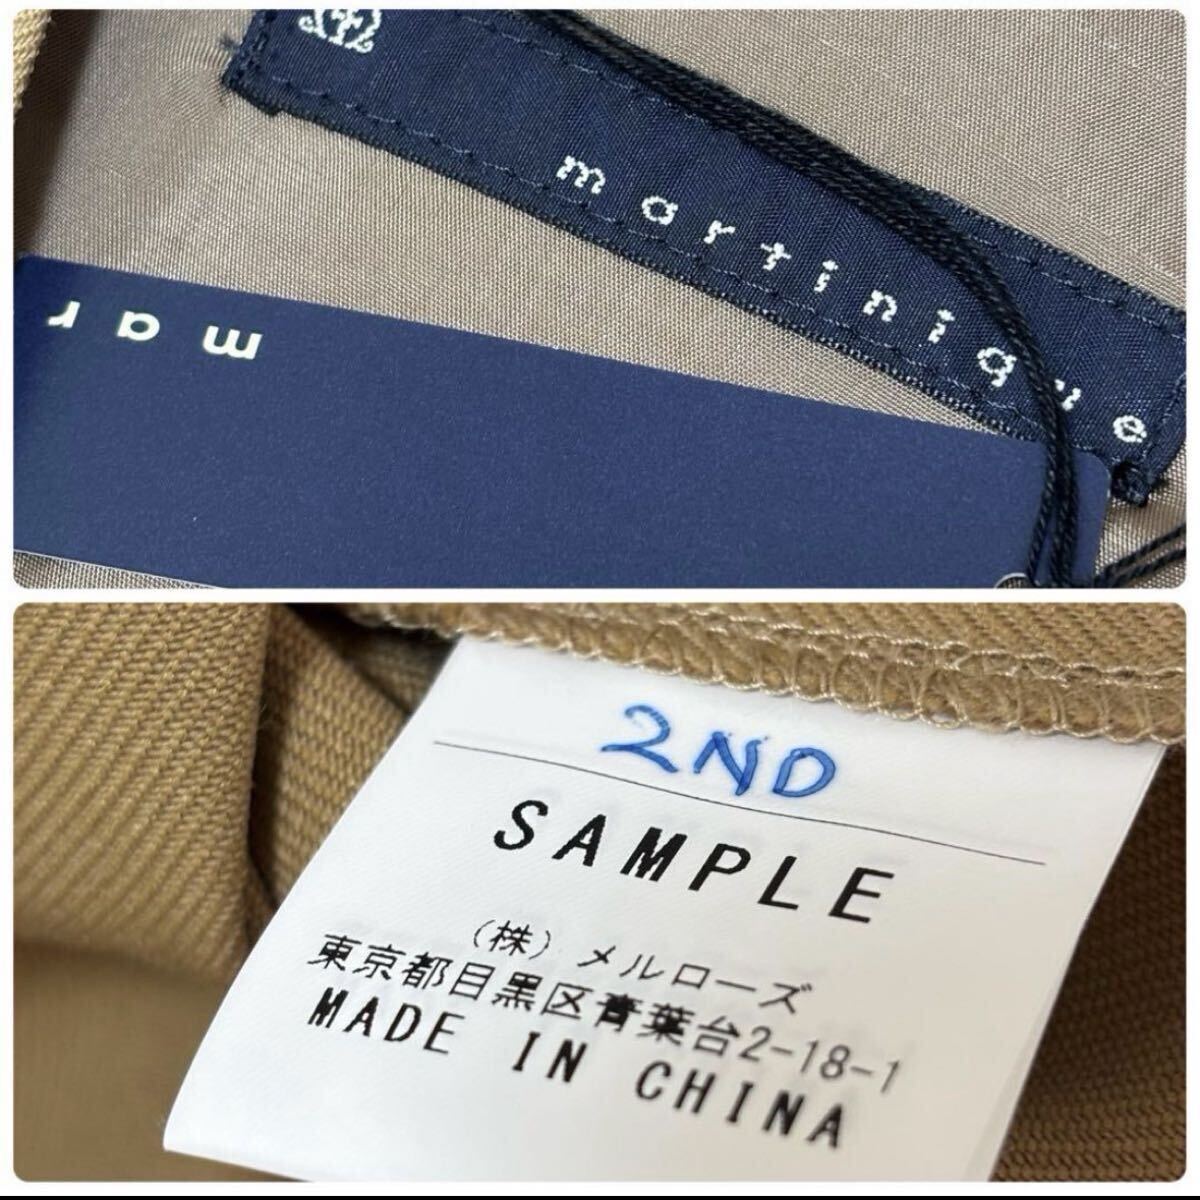 martinique
mar
2ND
SAMPLE
(株)メルローズ
東京都目黒区青葉台2-18-1
MADE IN CHINA